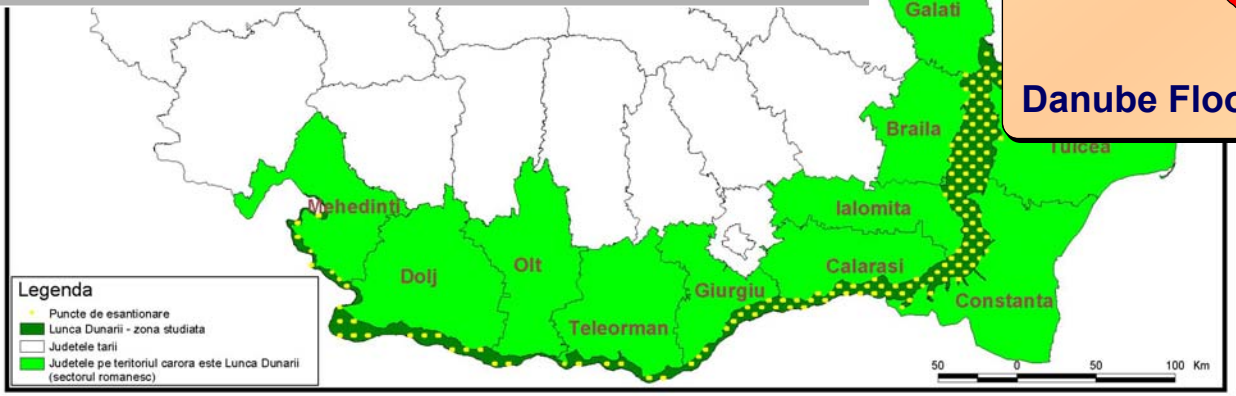 Galati
Danube Floo
Braila
Tulcea
Mehedinti
Ialomita
Dolj
Olt
Calarasi
Giurgiu
Constanta
Teleorman
Legenda
Puncte de esantionare
Lunca Dunarii - zona studiata
Judetele tarii
Judetele pe teritoriul carora este Lunca Dunarii
(sectorul romanesc)
50 0 50 100 Km